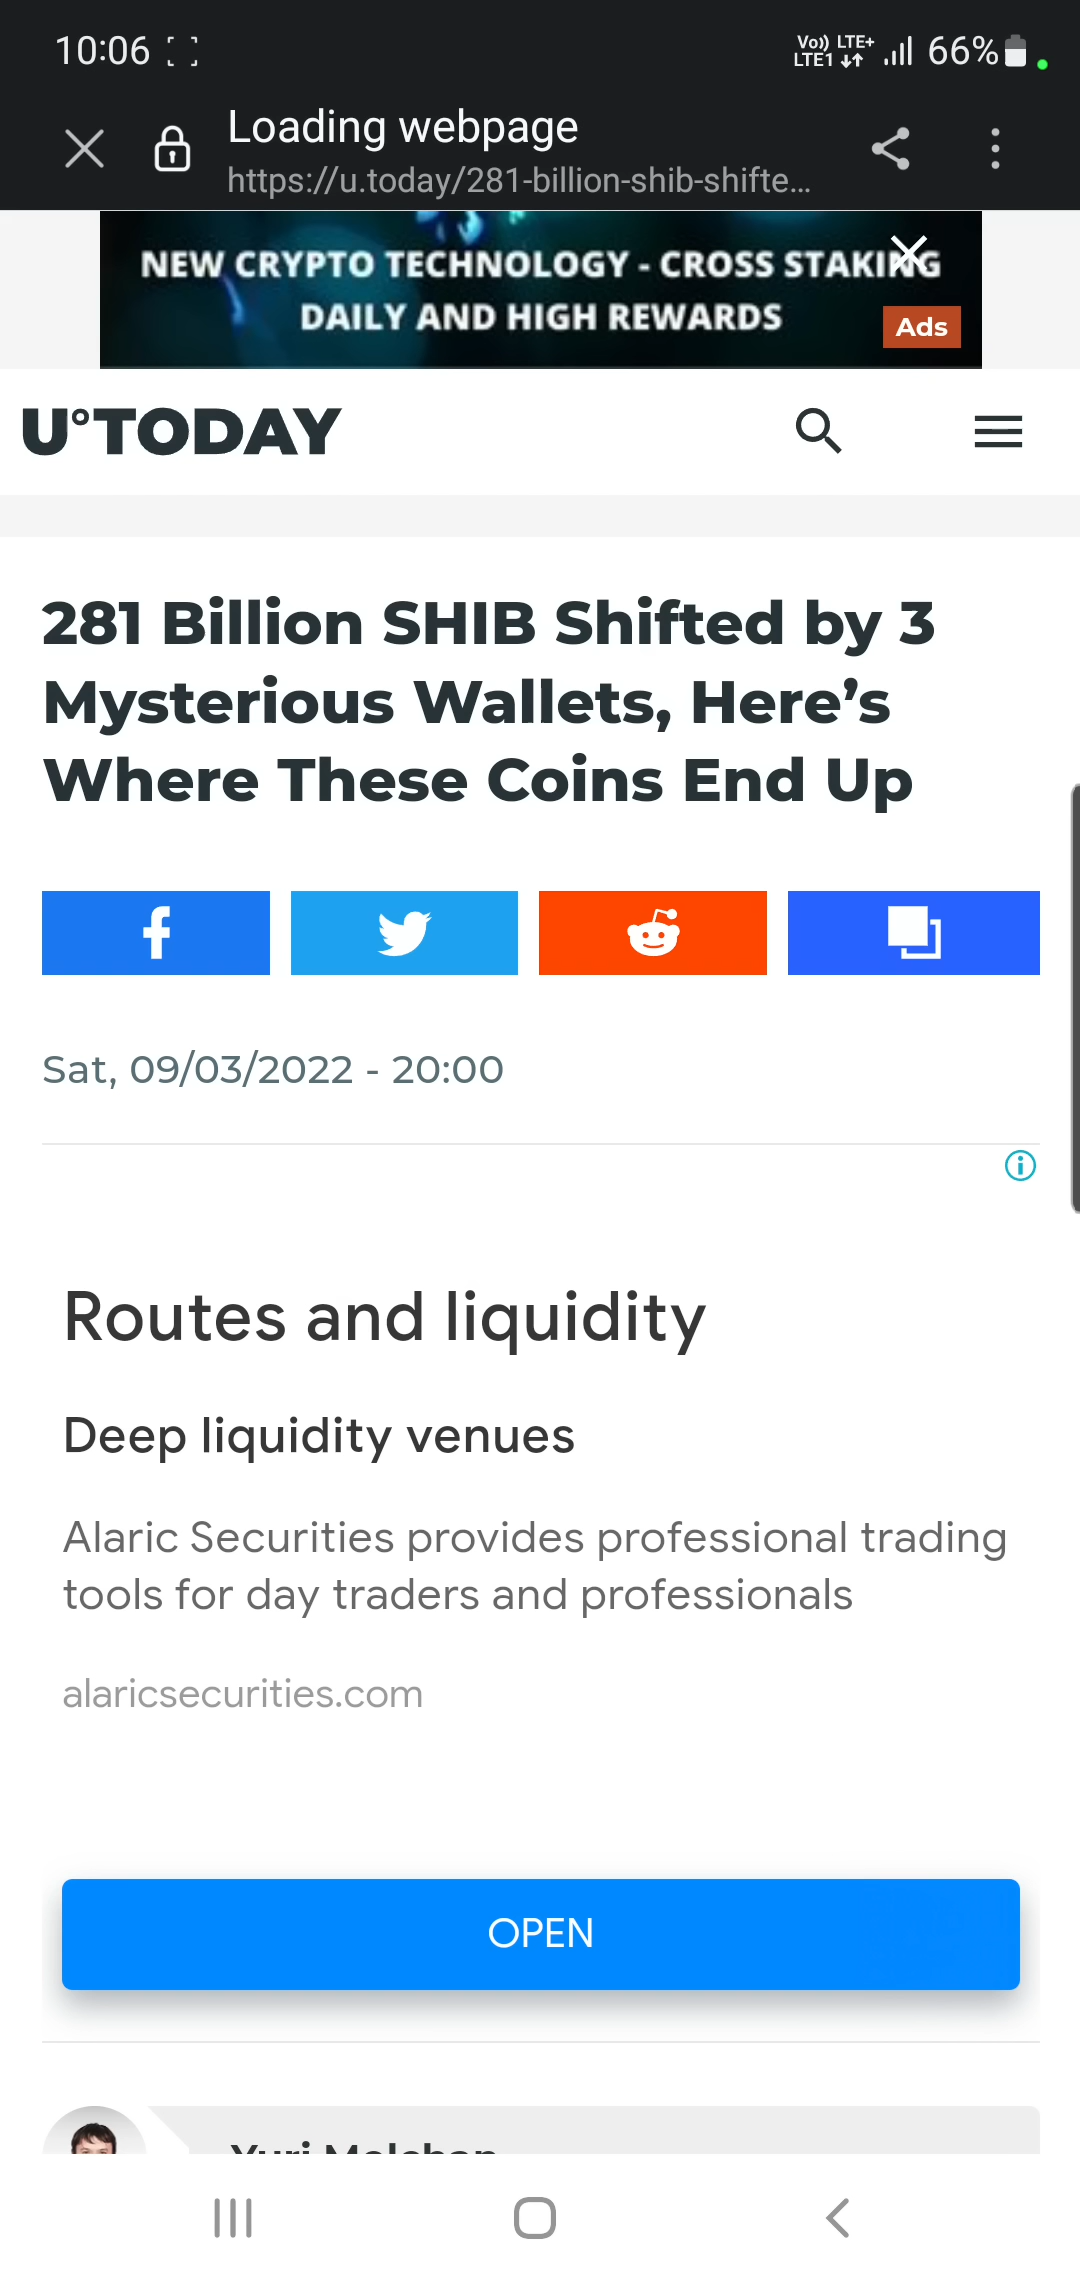 10:06
Vo)) LTE+
LTE1
66%
Loading webpage
https://u.today/281-billion-shib-shifte...
NEW CRYPTO TECHNOLOGY - CROSS STAKING
DAILY AND HIGH REWARDS
Ads
U°TODAY
281 Billion SHIB Shifted by 3
Mysterious Wallets, Here’s
Where These Coins End Up
Sat, 09/03/2022 - 20:00
Routes and liquidity
Deep liquidity venues
Alaric Securities provides professional trading
tools for day traders and professionals
alaricsecurities.com
OPEN